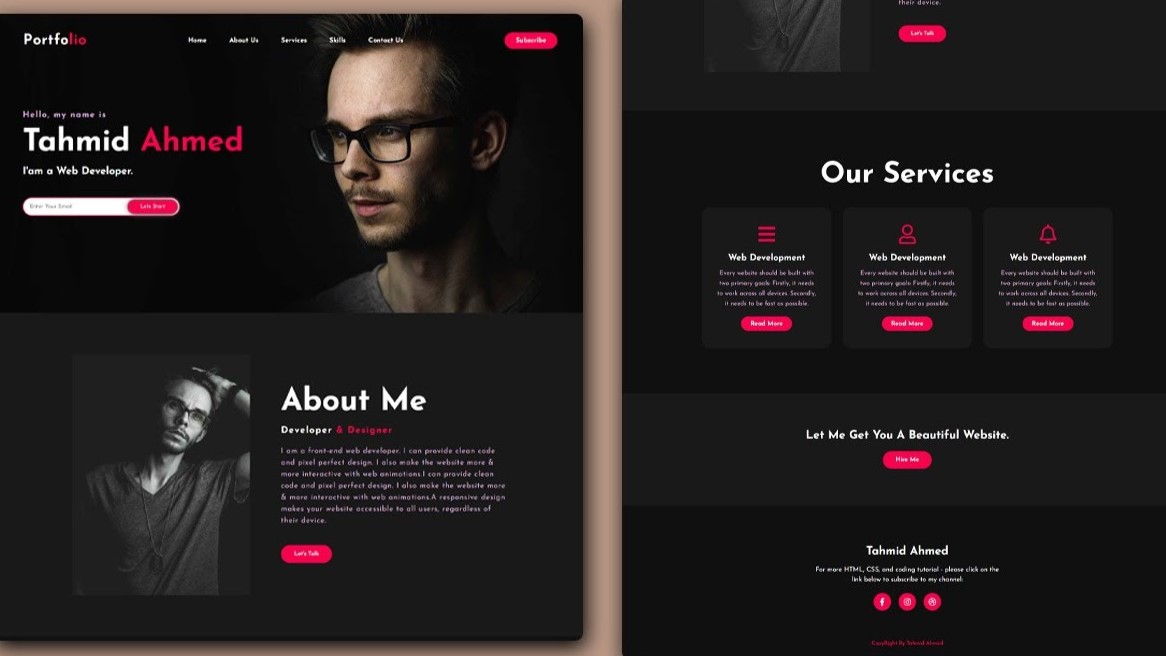 Portfolio
Home About Us Services Skills Contact Us
Subscribe
Hello, my name is
Tahmid Ahmed
I'am a Web Developer.
Enter Your Email
Lets Start
About Me
Developer & Designer
I am a front-end web developer. I can provide clean code
and pixel perfect design. I also make the website more &
more interactive with web animations.I can provide clean
code and pixel perfect design. I also make the website more
& more interactive with web animations.A responsive design
makes your website accessible to all users, regardless of
their device.
Let's Talk
their device.
Let's Talk
Our Services
Web Development
Every website should be built with
two primary goals: Firstly, it needs
to work across all devices. Secondly,
it needs to be fast as possible.
Read More
Web Development
Every website should be built with
two primary goals: Firstly, it needs
to work across all devices. Secondly,
it needs to be fast as possible.
Read More
Web Development
Every website should be built with
two primary goals: Firstly, it needs
to work across all devices. Secondly,
it needs to be fast as possible.
Read More
Let Me Get You A Beautiful Website.
Hire Me
Tahmid Ahmed
For more HTML, CSS, and coding tutorial - please click on the
link below to subscribe to my channel:
CopyRight By Tahmid Ahmed